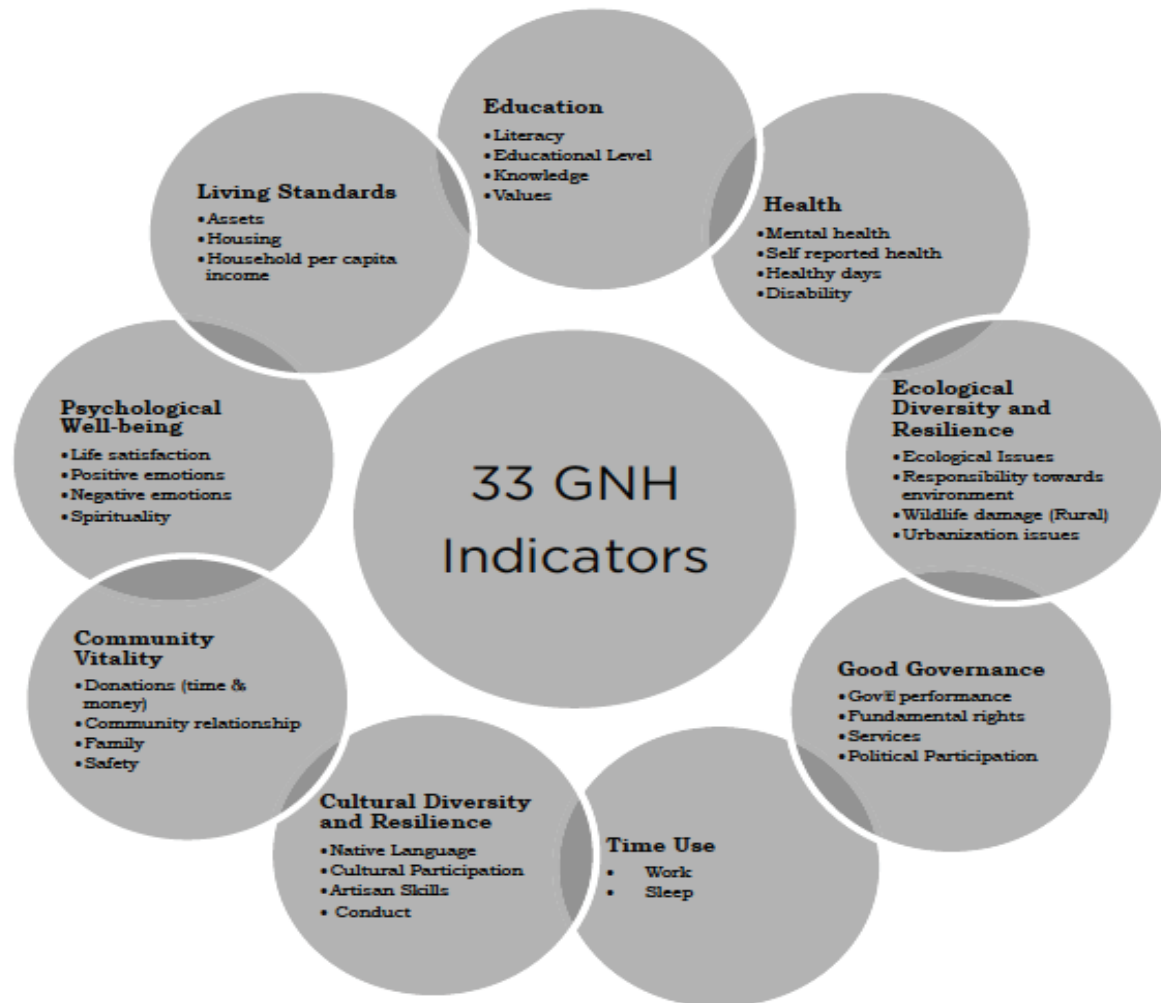 Education
•Literacy
•Educational Level
•Knowledge
•Values
Health
•Mental health
•Self reported health
•Healthy days
•Disability
Ecological
Diversity and
Resilience
•Ecological Issues
•Responsibility towards
environment
•Wildlife damage (Rural)
•Urbanization issues
Good Governance
•Gov performance
•Fundamental rights
•Services
•Political Participation
Time Use
• Work
• Sleep
Cultural Diversity
and Resilience
•Native Language
•Cultural Participation
•Artisan Skills
• Conduct
Community
Vitality
•Donations (time &
money)
•Community relationship
•Family
•Safety
Psychological
Well-being
•Life satisfaction
•Positive emotions
•Negative emotions
•Spirituality
Living Standards
•Assets
•Housing
•Household per capita
income
33 GNH
Indicators